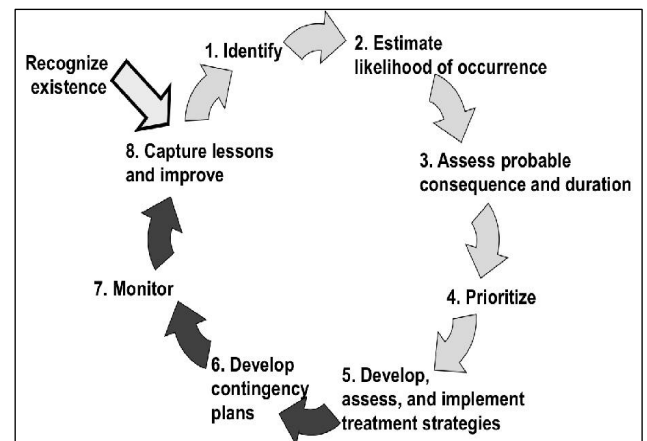 Recognize
existence
1. Identify
2. Estimate
likelihood of occurrence
3. Assess probable
consequence and duration
4. Prioritize
5. Develop,
assess, and implement
treatment strategies
6. Develop
contingency
plans
7. Monitor
8. Capture lessons
and improve